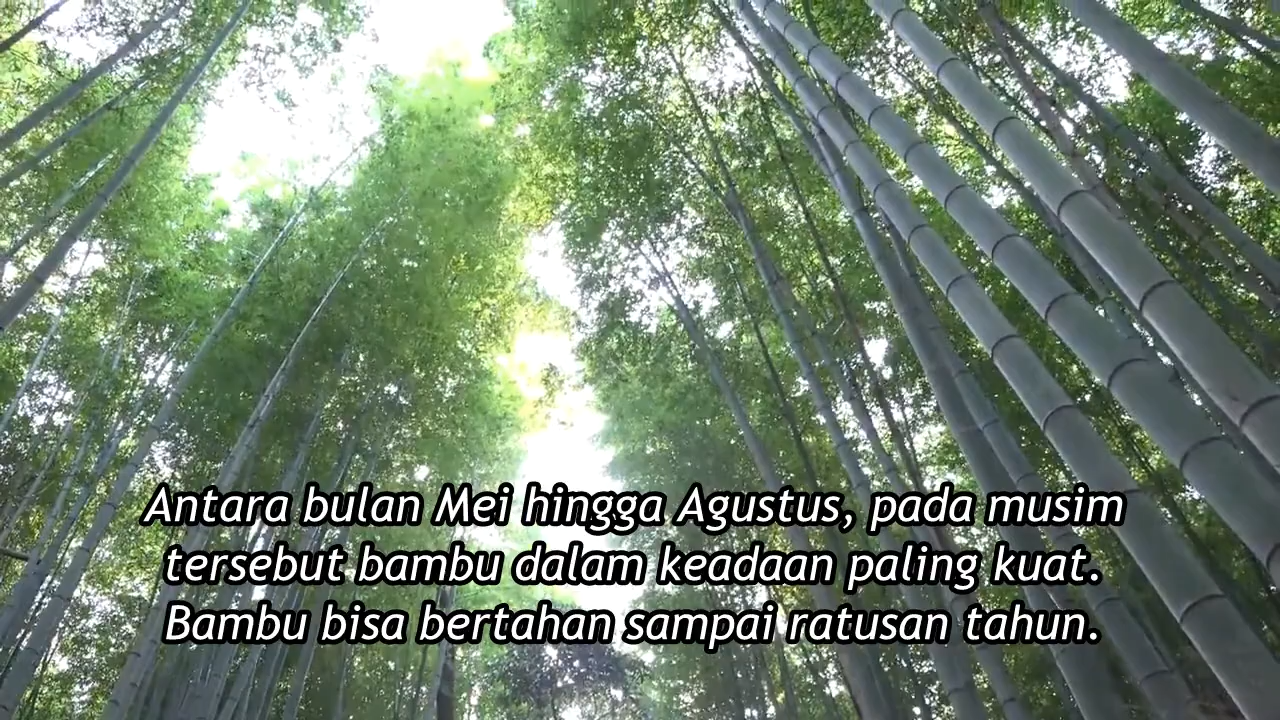 Antara bulan Mei hingga Agustus, pada musim
tersebut bambu dalam keadaan paling kuat.
Bambu bisa bertahan sampai ratusan tahun.